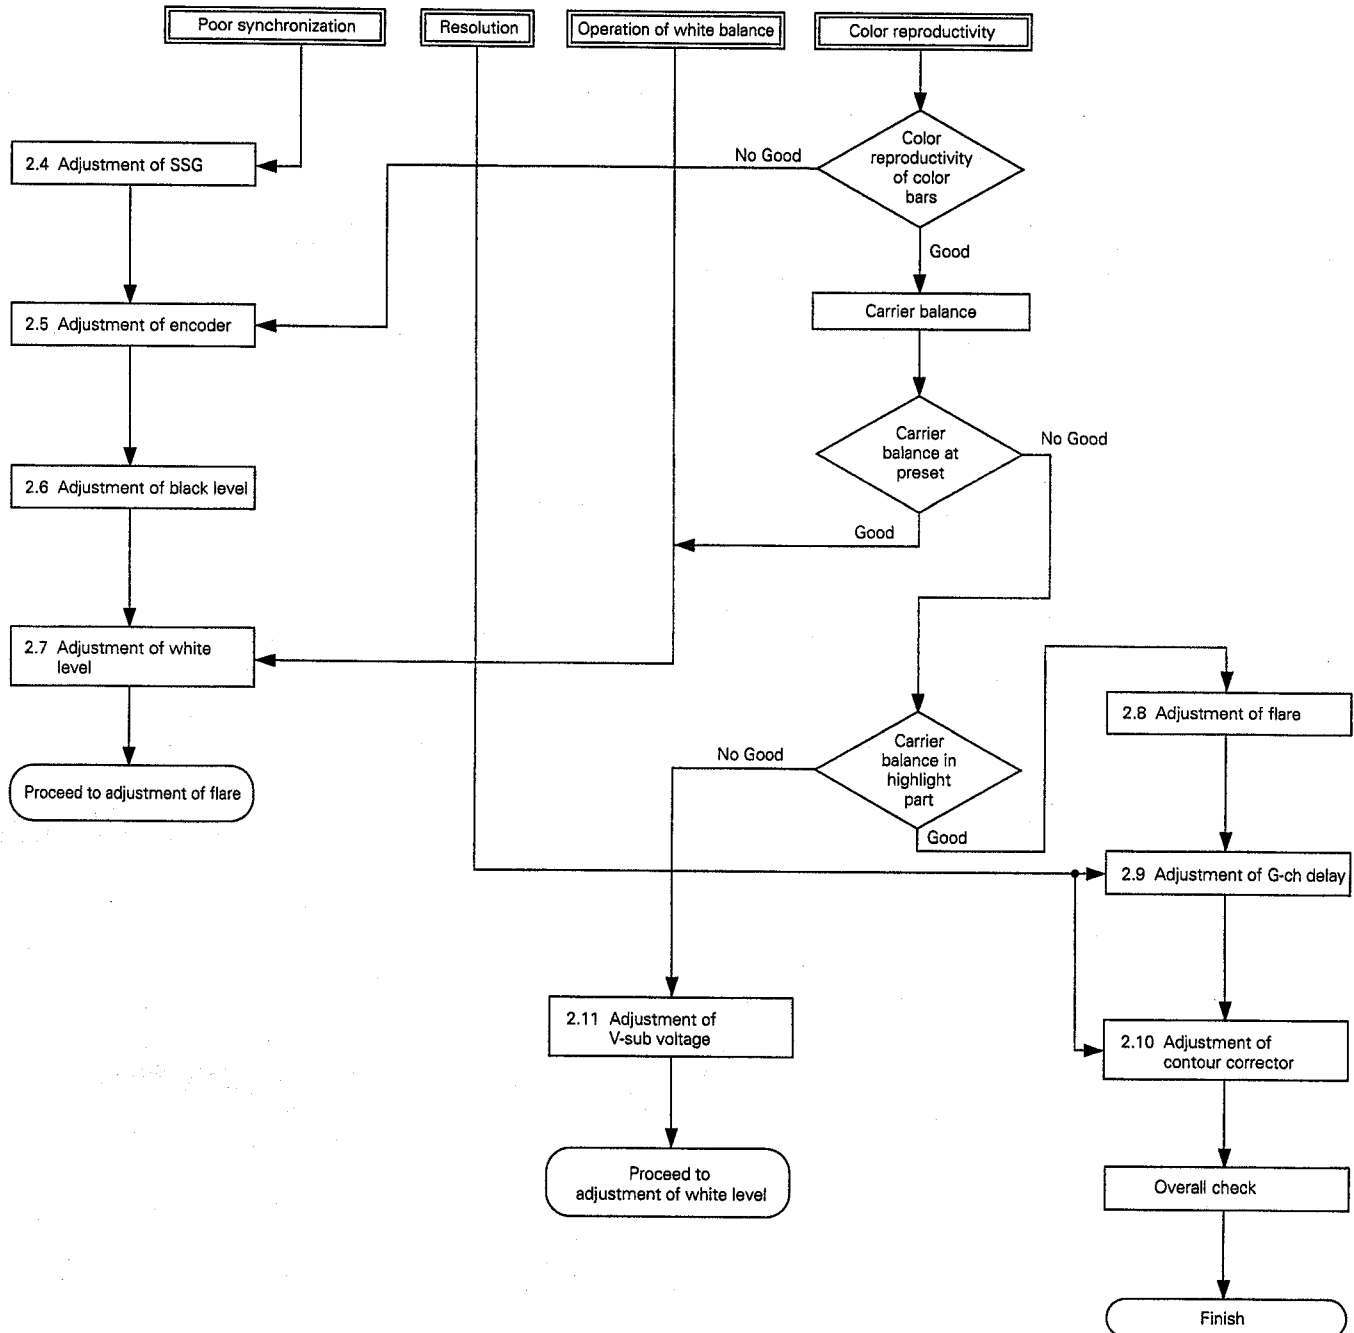 Poor synchronization
Resolution
Operation of white balance
Color reproductivity
2.4 Adjustment of SSG
No Good
Color
reproductivity
of color
bars
Good
2.5 Adjustment of encoder
Carrier balance
Carrier
balance at
preset
No Good
Good
2.6 Adjustment of black level
2.7 Adjustment of white
level
Proceed to adjustment of flare
No Good
Carrier
balance in
highlight
part
Good
2.8 Adjustment of flare
2.9 Adjustment of G-ch delay
2.11 Adjustment of
V-sub voltage
2.10 Adjustment of
contour corrector
Proceed to
adjustment of white level
Overall check
Finish